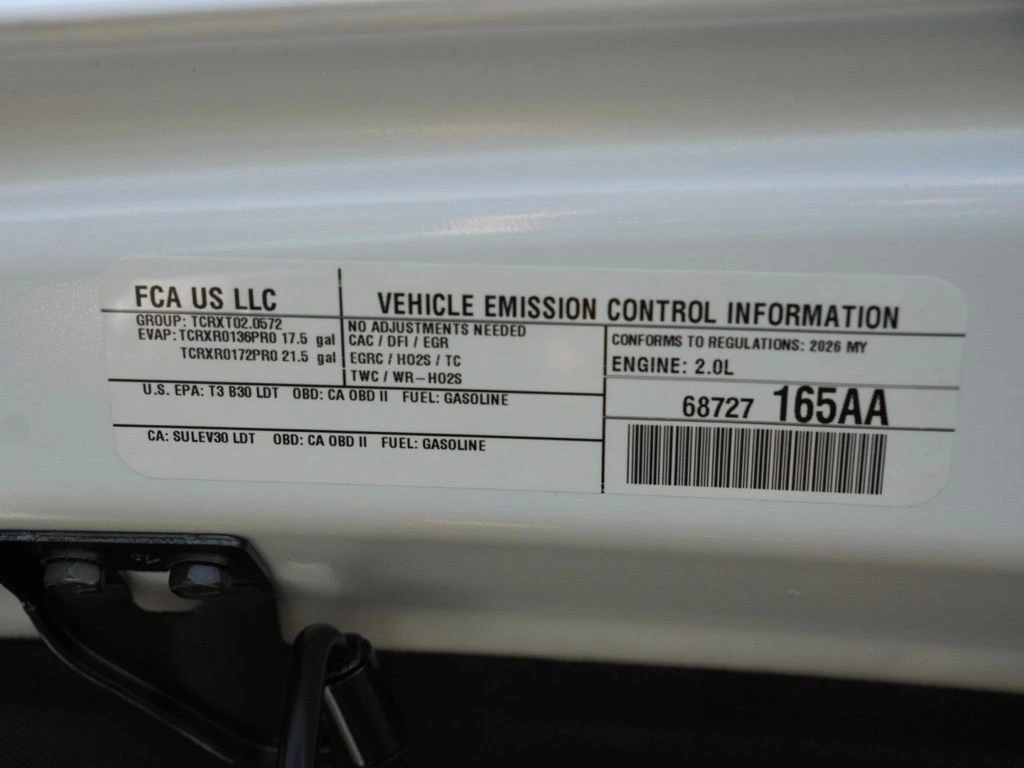 FCA US LLC
VEHICLE EMISSION CONTROL INFORMATION
GROUP: TCRXT02.0572
EVAP: TCRXR0136PR0 17.5 gal
TCRXR0172PR0 21.5 gal
NO ADJUSTMENTS NEEDED
CAC / DFI / EGR
EGRC / HO2S / TC
TWC / WR-HO2S
CONFORMS TO REGULATIONS: 2026 MY
ENGINE: 2.0L
U.S. EPA: T3 B30 LDT OBD: CA OBD II FUEL: GASOLINE
68727 165AA
CA: SULEV30 LDT OBD: CA OBD II FUEL: GASOLINE